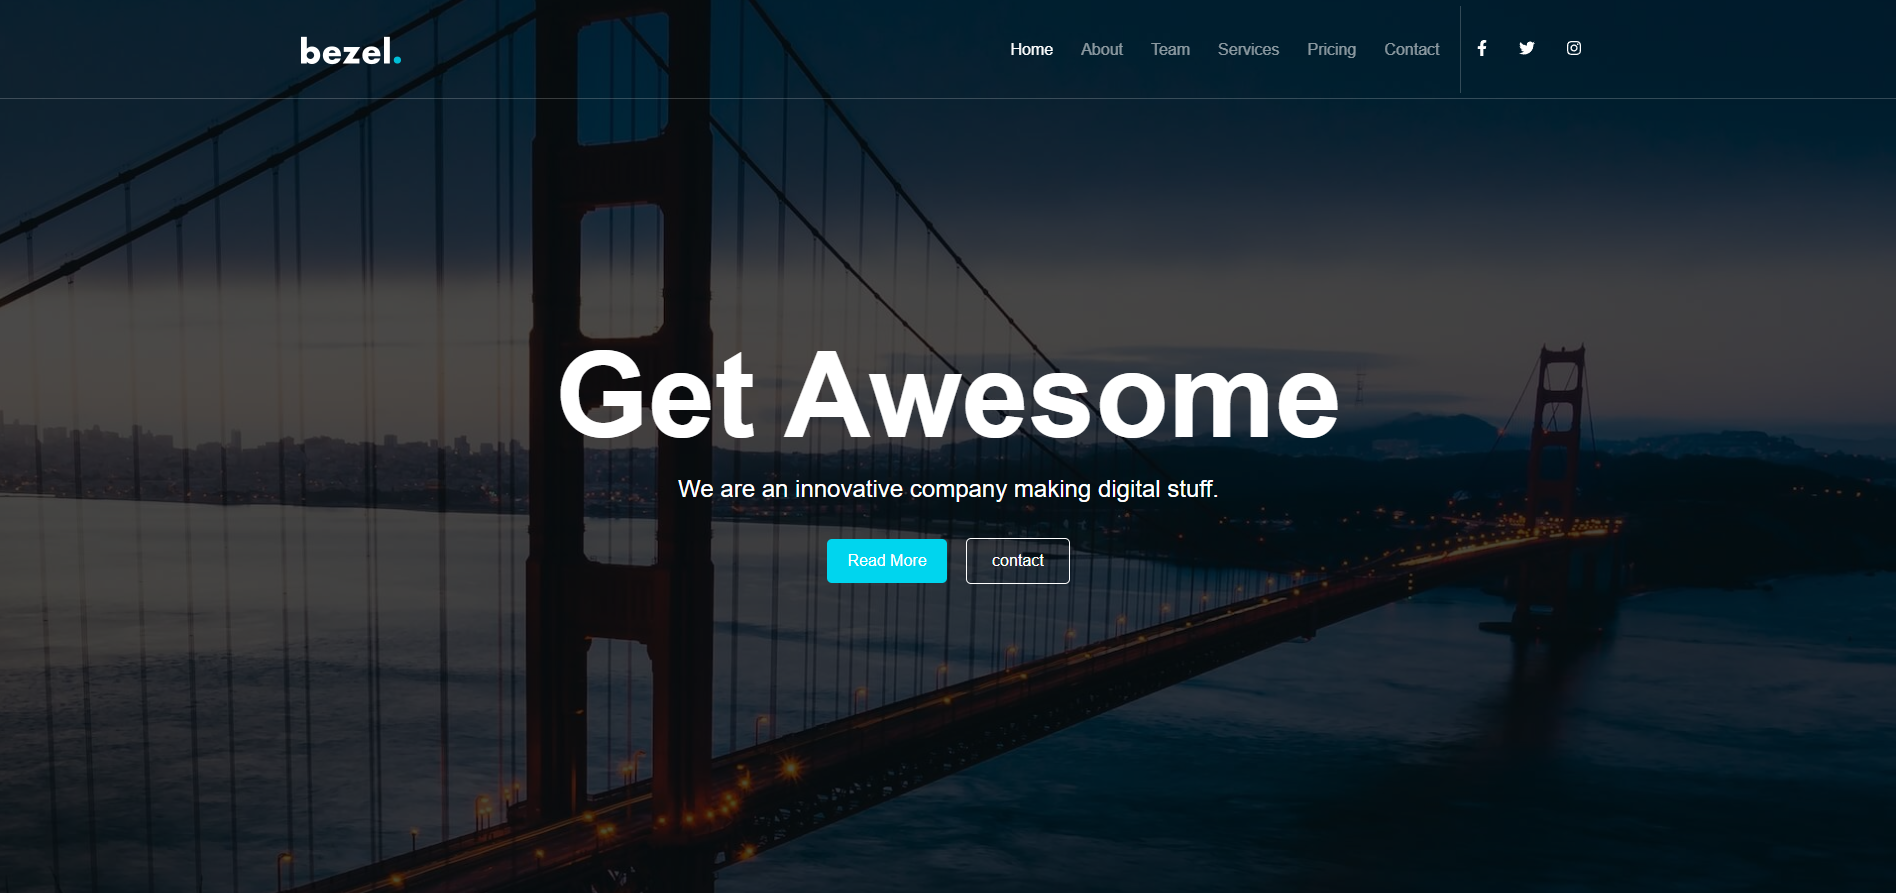 bezel.
Home About Team Services Pricing Contact
Get Awesome
We are an innovative company making digital stuff.
Read More contact